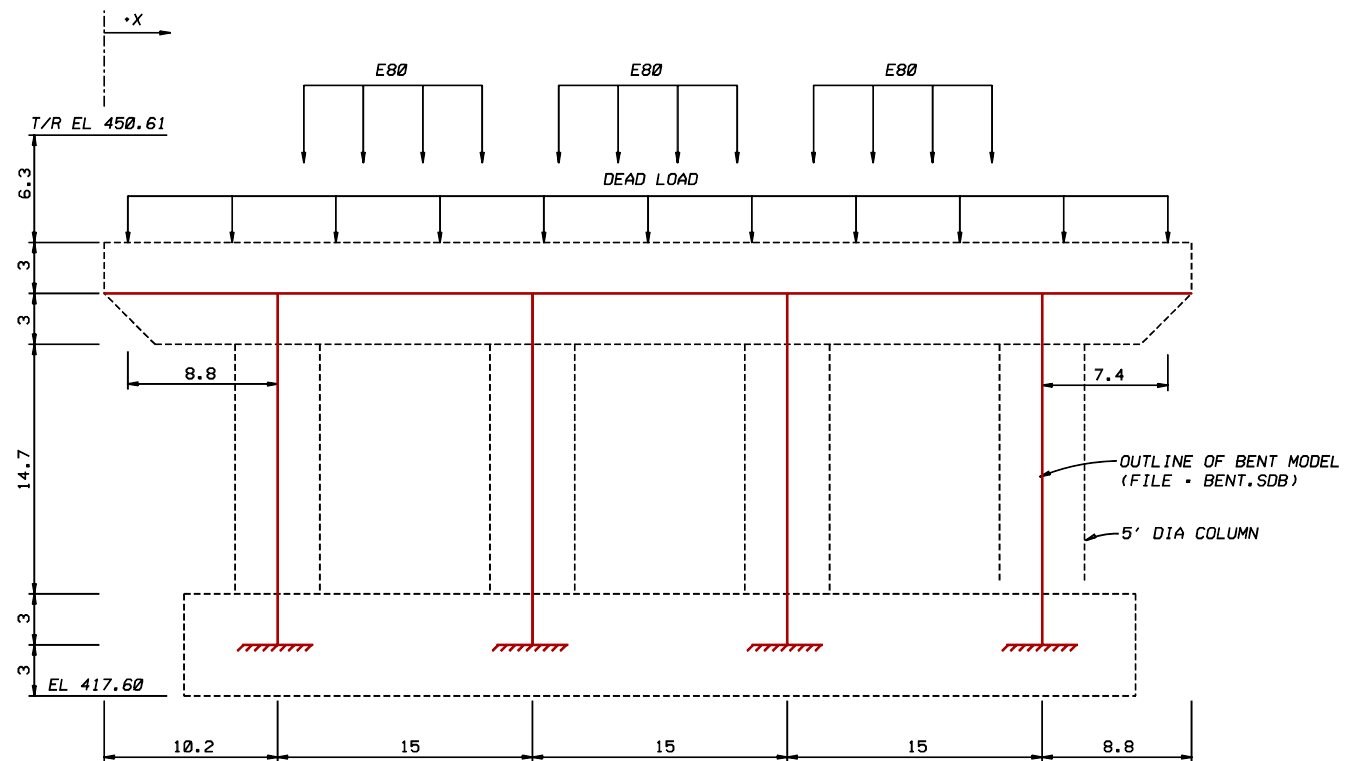 ·X
E80 E80 E80
T/R EL 450.61
6.3
DEAD LOAD
3
3
8.8 7.4
14.7
OUTLINE OF BENT MODEL
(FILE - BENT.SDB)
5' DIA COLUMN
3
3
EL 417.60
10.2 15 15 15 8.8